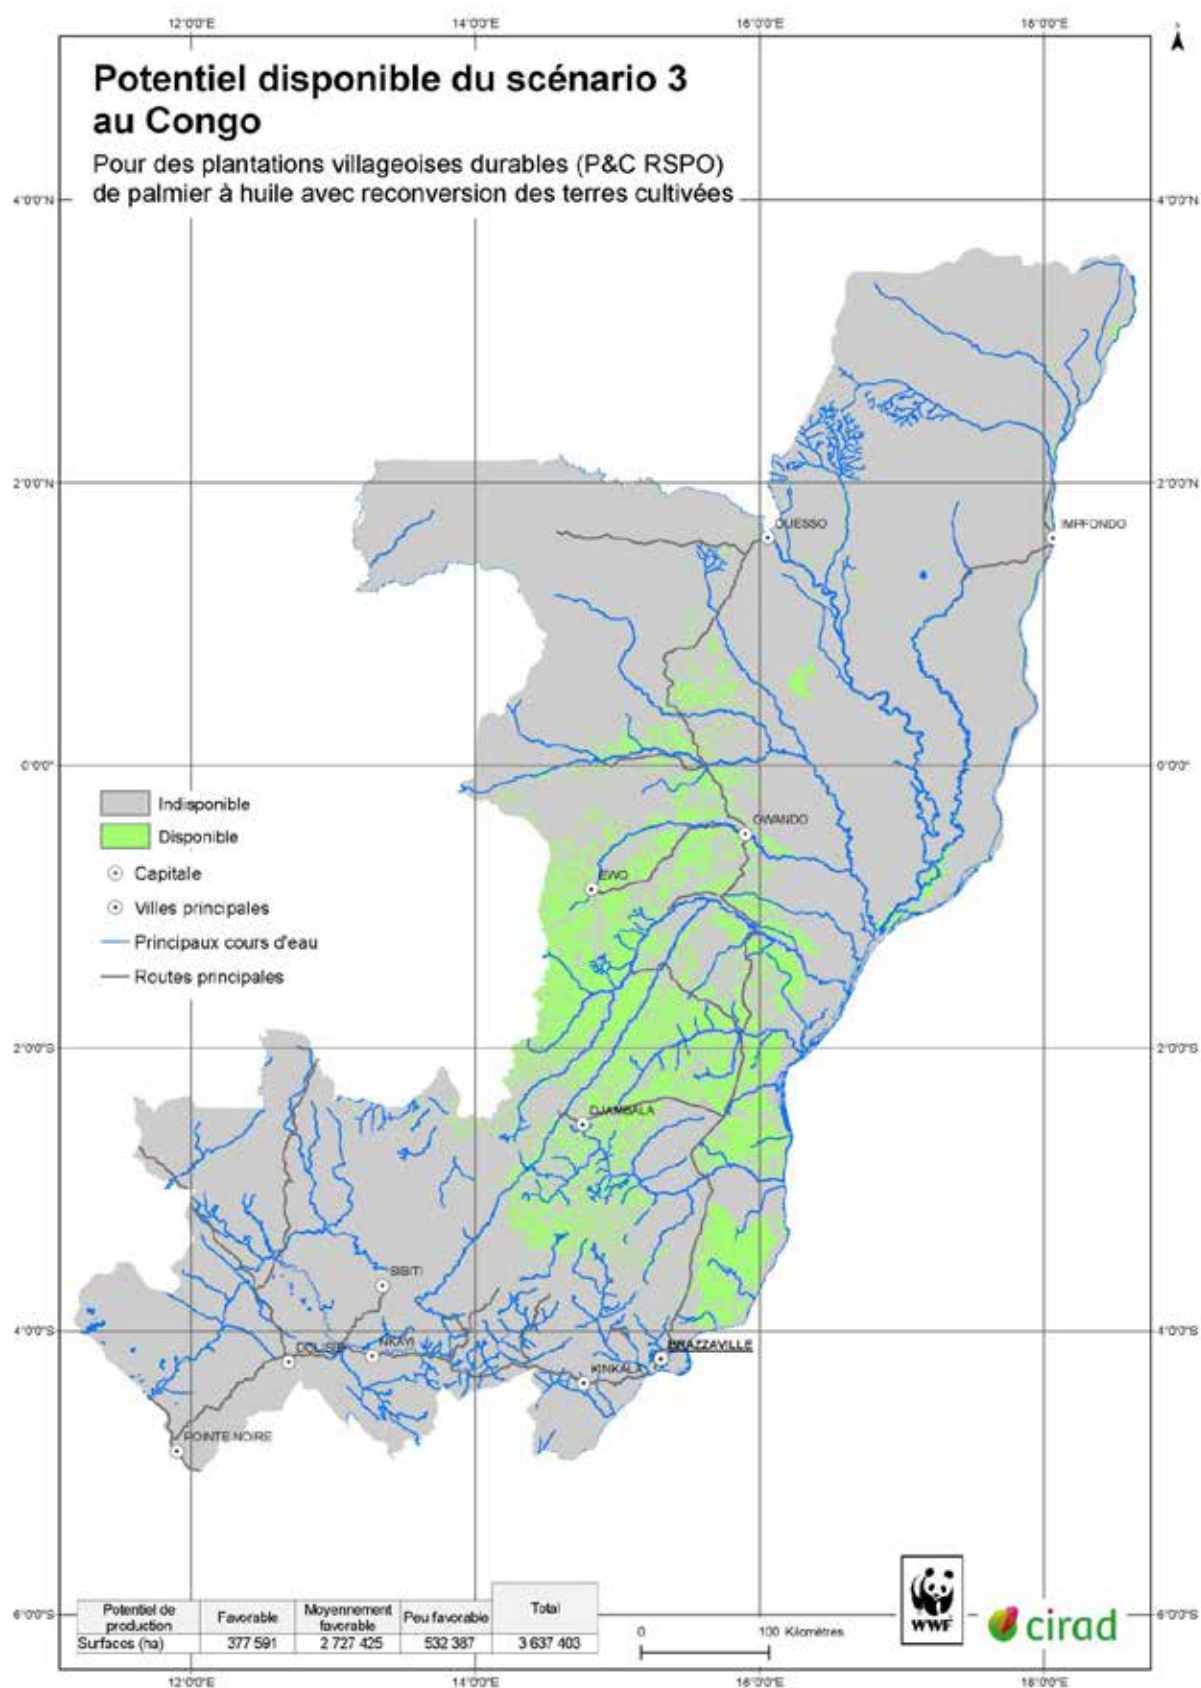 12°0'0"E
14°0'0"E
16°0'0"E
18°0'0"E
Potentiel disponible du scénario 3
au Congo
Pour des plantations villageoises durables (P&C RSPO)
de palmier à huile avec reconversion des terres cultivées
4°0'0"N
4°0'0"N
2°0'0"N
2°0'0"N
OUESSO
IMPFONDO
0°0'0"
0°0'0"
Indisponible
Disponible
Capitale
Villes principales
Principaux cours d'eau
Routes principales
OWANDO
EWO
2°0'0"S
2°0'0"S
DJAMBALA
SIBITI
4°0'0"S
4°0'0"S
DOLISIE
NKAYI
BRAZZAVILLE
KINKALA
POINTE NOIRE
6°0'0"S
6°0'0"S
Potentiel de production Favorable Moyennement favorable Peu favorable Total
Surfaces (ha) 377 591 2 727 425 532 387 3 637 403
0 100 Kilomètres
WWF
cirad
12°0'0"E
14°0'0"E
16°0'0"E
18°0'0"E